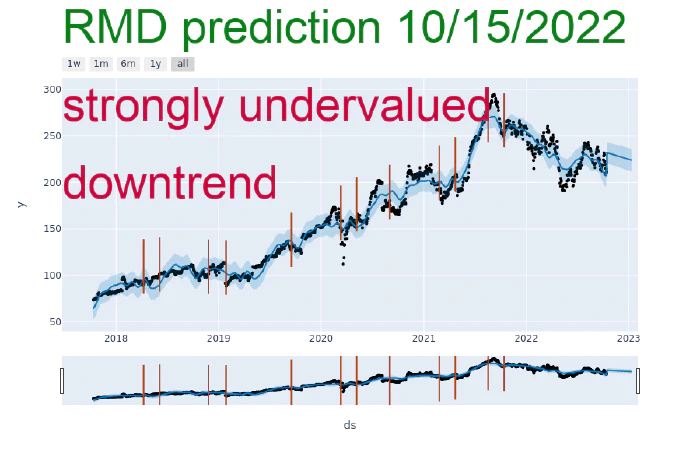 RMD prediction 10/15/2022
1w 1m 6m 1y all
300
strongly undervalued
250
downtrend
200
y
150
100
50
2018 2019 2020 2021 2022 2023
ds